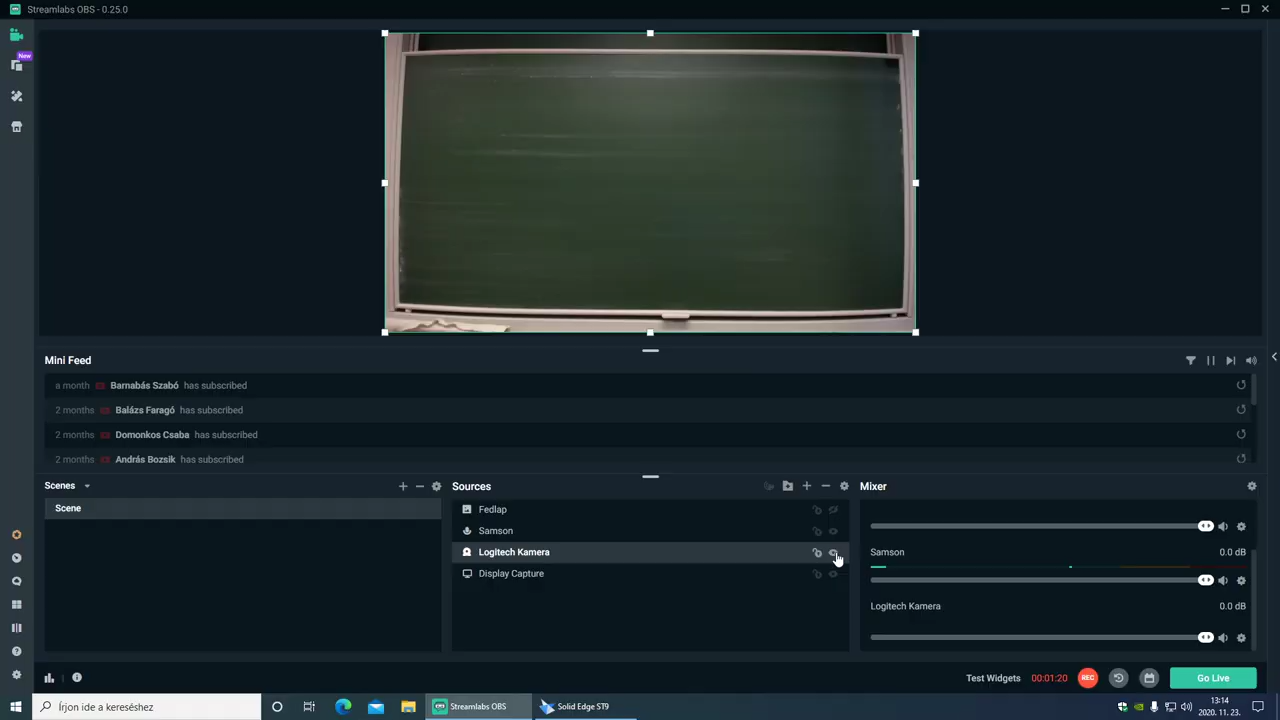 Streamlabs OBS - 0.25.0
New
Mini Feed
a month Barnabás Szabó has subscribed
2 months Balázs Faragó has subscribed
2 months Domonkos Csaba has subscribed
2 months András Bozsik has subscribed
Scenes
Scene
Sources
Fedlap
Samson
Logitech Kamera
Display Capture
Mixer
Samson 0.0 dB
Logitech Kamera 0.0 dB
Test Widgets 00:01:20 REC Go Live
Írjon ide a kereséshez
Streamlabs OBS
Solid Edge ST9
13:14
2020. 11. 23.